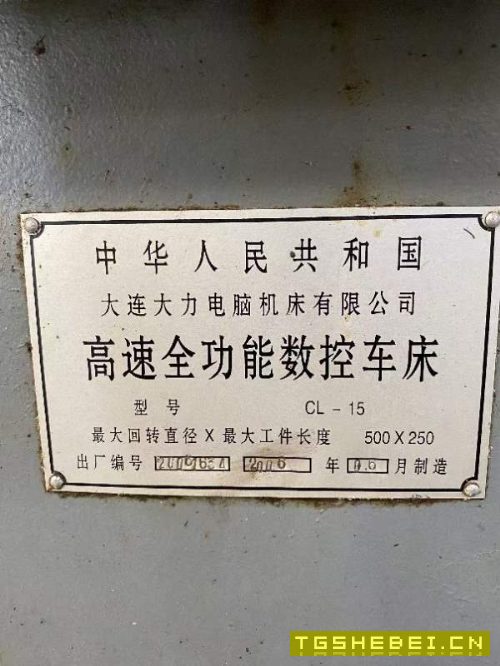 中华人民共和国
大连大力电脑机床有限公司
高速全功能数控车床
型号 CL-15
最大回转直径X最大工件长度 500X250
出厂编号 2006 年 06 月制造
TGSHEBEI.CN